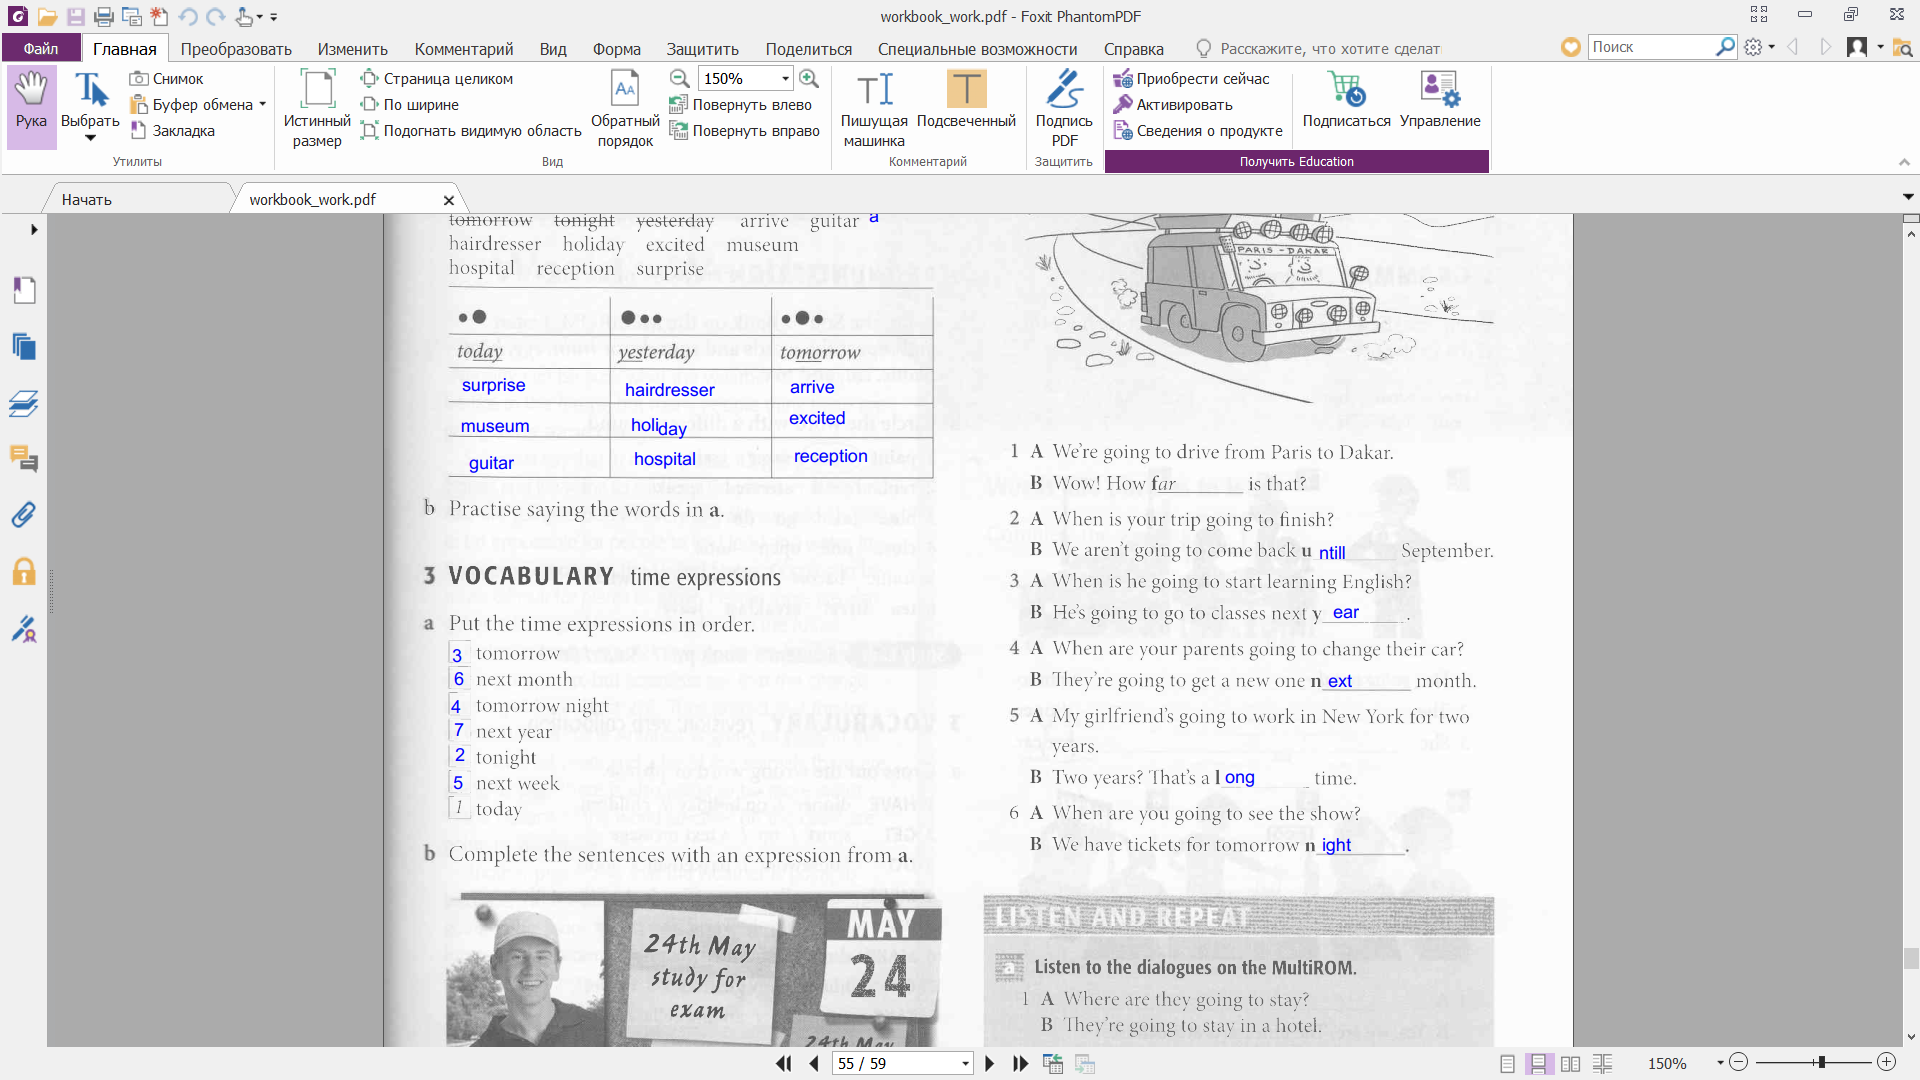 workbook_work.pdf - Foxit PhantomPDF
Файл Главная Преобразовать Изменить Комментарий Вид Форма Защитить Поделиться Специальные возможности Справка Расскажите, что хотите сделат Поиск
Рука
Выбрать
Снимок
Буфер обмена
Закладка
Утилиты
Истинный размер
Страница целиком
По ширине
Подогнать видимую область
Обратный порядок
150%
Повернуть влево
Повернуть вправо
Вид
Пишущая машинка
Подсвеченный
Комментарий
Подпись PDF
Защитить
Приобрести сейчас
Активировать
Сведения о продукте
Подписаться
Управление
Получить Education
Начать workbook_work.pdf
tomorrow tonight yesterday arrive guitar a
hairdresser holiday excited museum
hospital reception surprise
today yesterday tomorrow
surprise hairdresser arrive
museum holiday excited
guitar hospital reception
b Practise saying the words in a.
3 VOCABULARY time expressions
a Put the time expressions in order.
3 tomorrow
6 next month
4 tomorrow night
7 next year
2 tonight
5 next week
1 today
b Complete the sentences with an expression from a.
24th May
study for
exam
MAY
24
24th May
PARIS - DAKAR
1 A We're going to drive from Paris to Dakar.
B Wow! How far is that?
2 A When is your trip going to finish?
B We aren't going to come back u ntill September.
3 A When is he going to start learning English?
B He's going to go to classes next y ear .
4 A When are your parents going to change their car?
B They're going to get a new one n ext month.
5 A My girlfriend's going to work in New York for two
years.
B Two years? That's a l ong time.
6 A When are you going to see the show?
B We have tickets for tomorrow n ight .
LISTEN AND REPEAT
a Listen to the dialogues on the MultiROM.
1 A Where are they going to stay?
B They're going to stay in a hotel.
55 / 59
150%